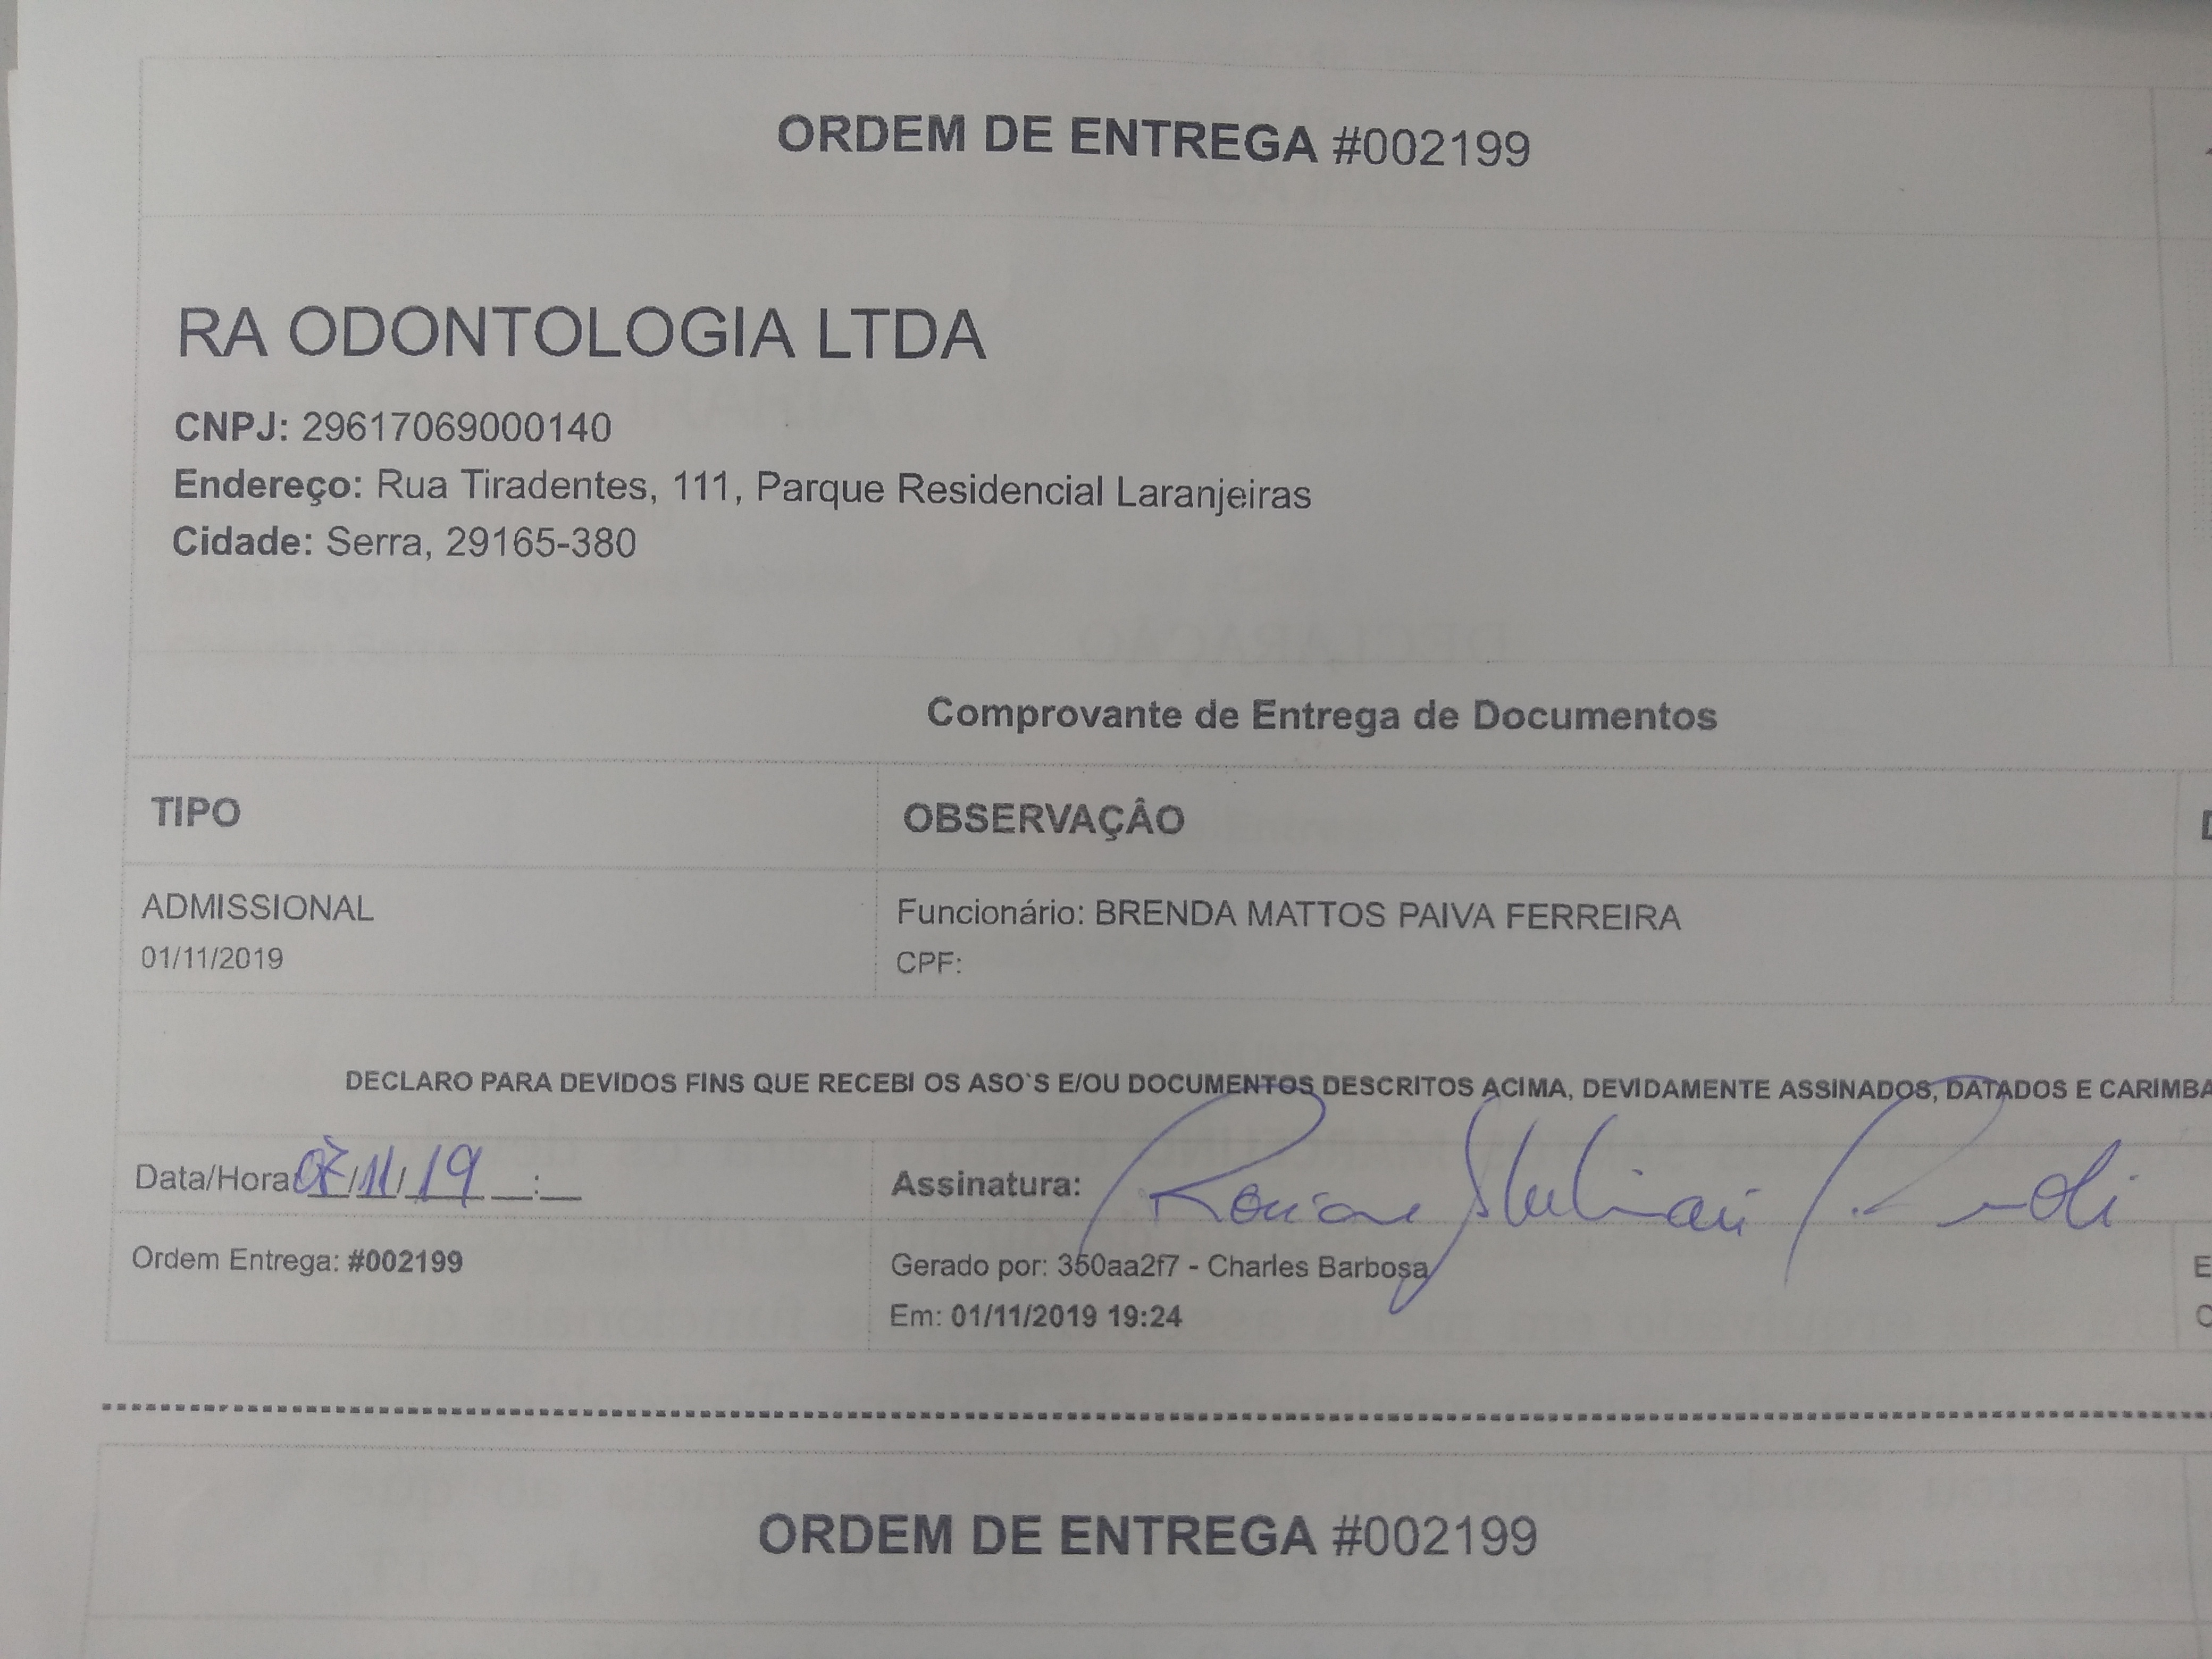 ORDEM DE ENTREGA #002199
RA ODONTOLOGIA LTDA
CNPJ: 29617069000140
Endereço: Rua Tiradentes, 111, Parque Residencial Laranjeiras
Cidade: Serra, 29165-380
DECLARAÇÃO
Comprovante de Entrega de Documentos
TIPO OBSERVAÇÂO
ADMISSIONAL Funcionário: BRENDA MATTOS PAIVA FERREIRA
01/11/2019 CPF:
DECLARO PARA DEVIDOS FINS QUE RECEBI OS ASO`S E/OU DOCUMENTOS DESCRITOS ACIMA, DEVIDAMENTE ASSINADOS, DATADOS E CARIMBA
Data/Hora: 07/11/19 __:__ Assinatura:
Ordem Entrega: #002199 Gerado por: 350aa2f7 - Charles Barbosa
Em: 01/11/2019 19:24
ORDEM DE ENTREGA #002199